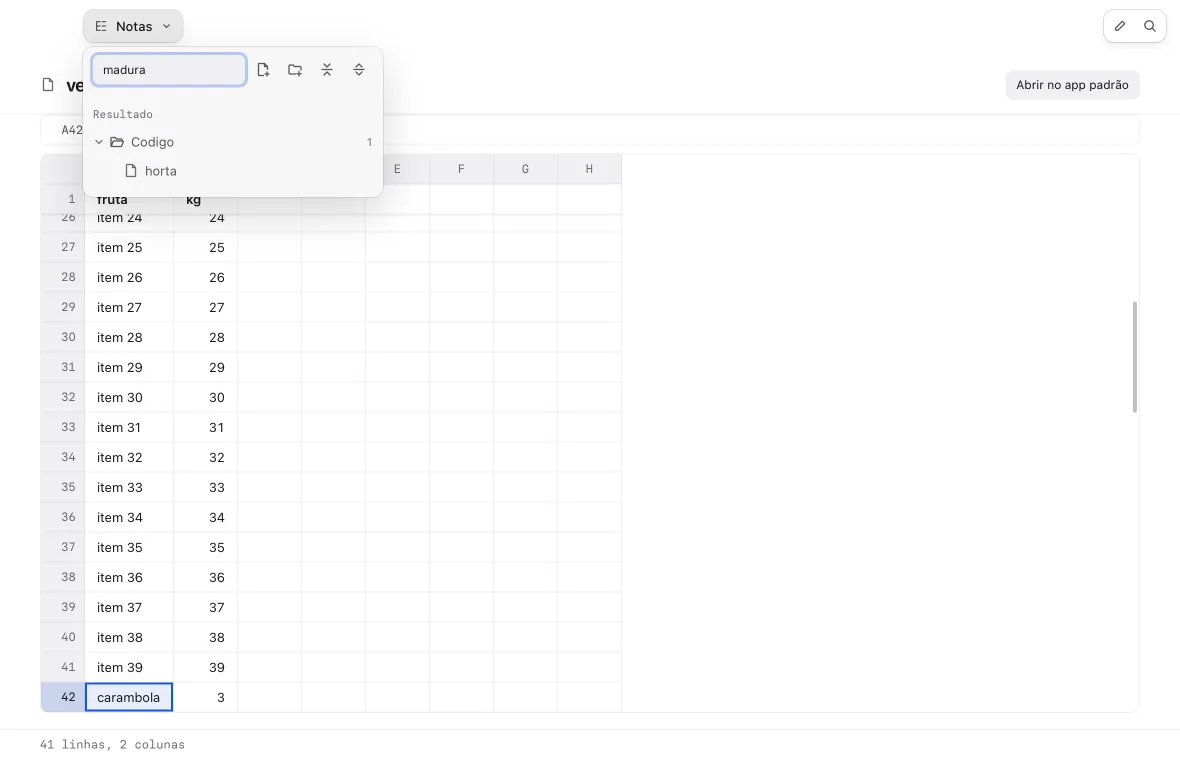 Notas
madura
Abrir no app padrão
A42
Resultado
Codigo 1
horta
E F G H
1 fruta kg
26 item 24 24
27 item 25 25
28 item 26 26
29 item 27 27
30 item 28 28
31 item 29 29
32 item 30 30
33 item 31 31
34 item 32 32
35 item 33 33
36 item 34 34
37 item 35 35
38 item 36 36
39 item 37 37
40 item 38 38
41 item 39 39
42 carambola 3
41 linhas, 2 colunas